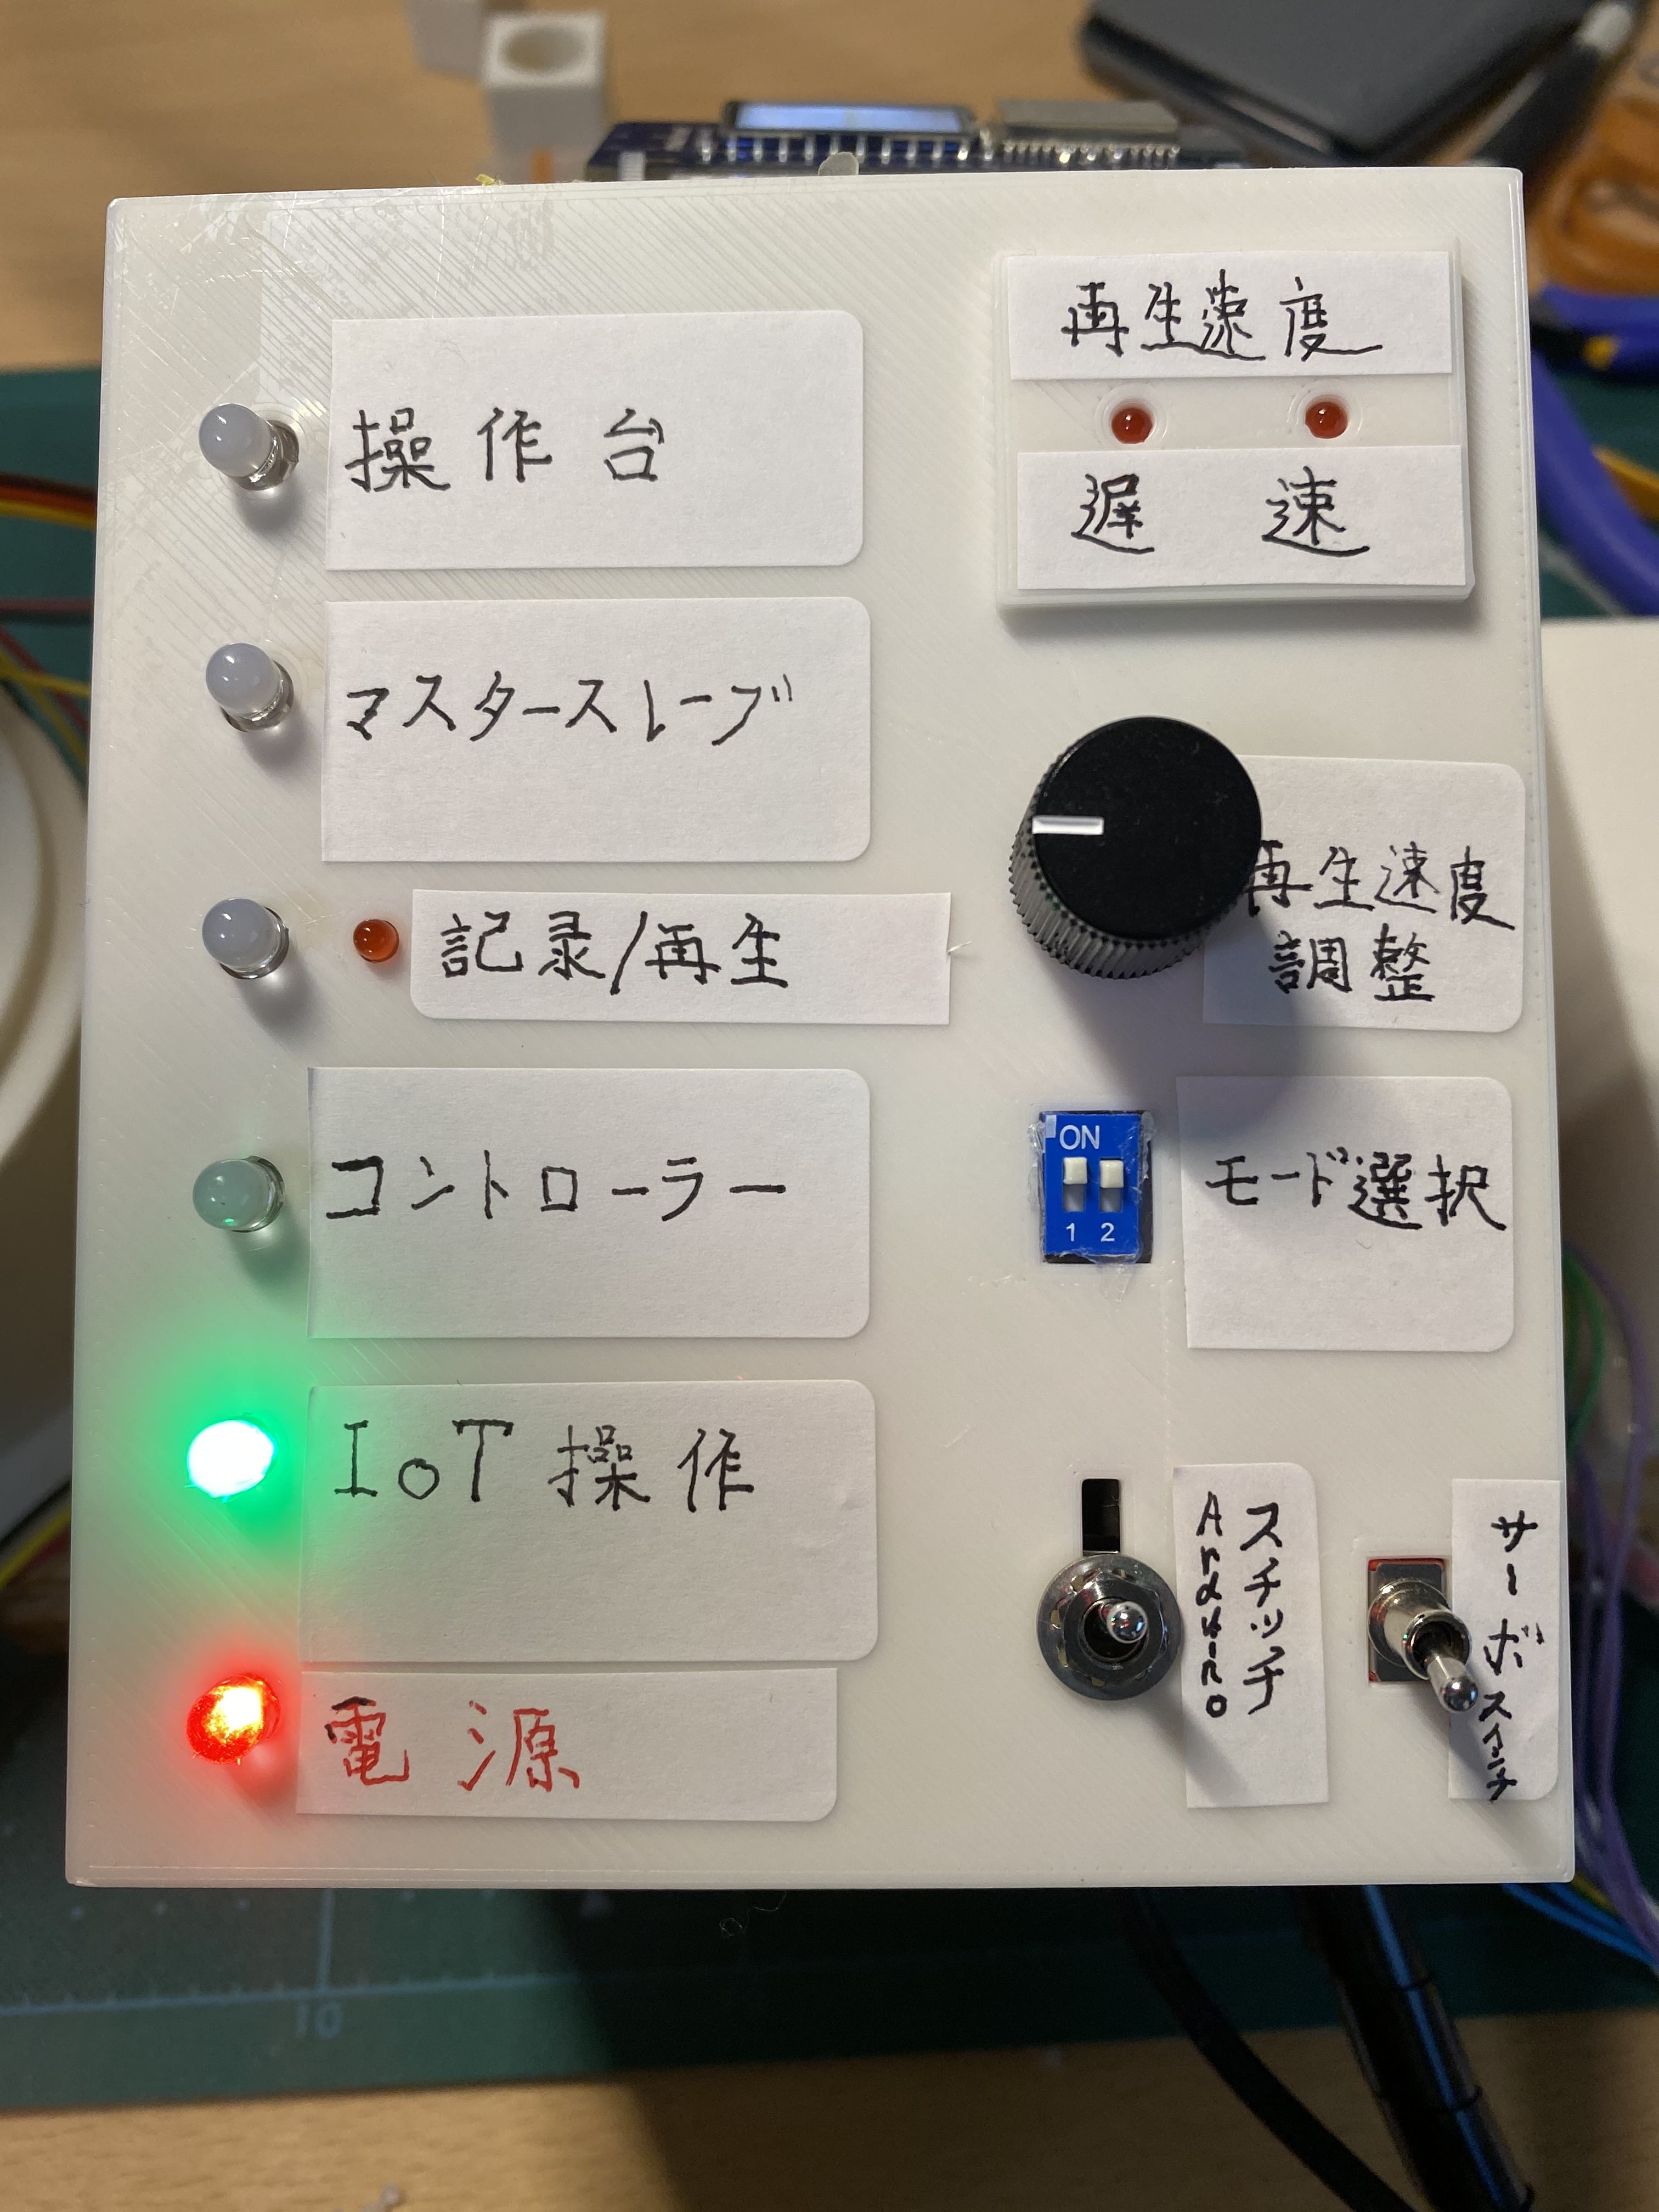 再生速度
遅 速
操作台
マスタースレーブ
記录/再生
再生速度
調整
コントローラー
ON
1 2
モード選択
IoT操作
Arduino
スチッチ
サーボスイッチ
電源
10